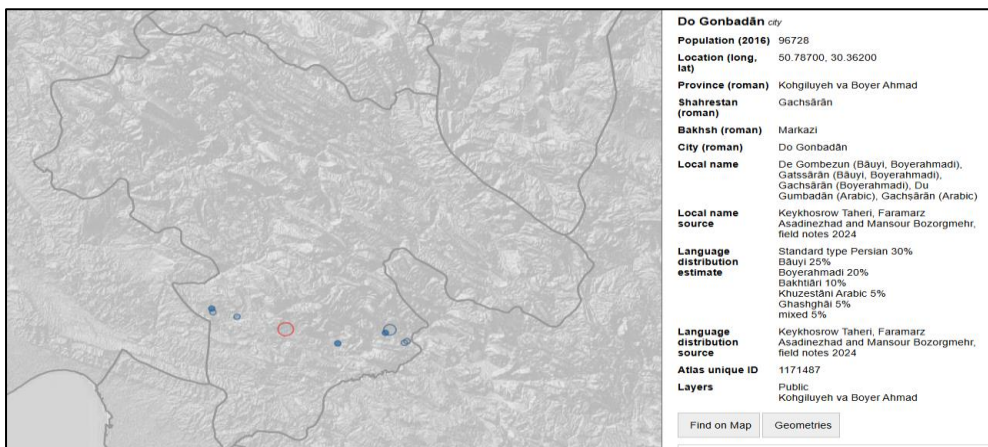 Do Gonbadān city
Population (2016) 96728
Location (long, lat) 50.78700, 30.36200
Province (roman) Kohgiluyeh va Boyer Ahmad
Shahrestan (roman) Gachsārān
Bakhsh (roman) Markazi
City (roman) Do Gonbadān
Local name De Gombezun (Bāuyi, Boyerahmadi),
Gatssārān (Bāuyi, Boyerahmadi),
Gachsārān (Boyerahmadi), Du
Gumbadān (Arabic), Gachṣārān (Arabic)
Local name source Keykhosrow Taheri, Faramarz
Asadinezhad and Mansour Bozorgmehr,
field notes 2024
Language distribution estimate Standard type Persian 30%
Bāuyi 25%
Boyerahmadi 20%
Bakhtiāri 10%
Khuzestāni Arabic 5%
Ghashghāi 5%
mixed 5%
Language distribution source Keykhosrow Taheri, Faramarz
Asadinezhad and Mansour Bozorgmehr,
field notes 2024
Atlas unique ID 1171487
Layers Public
Kohgiluyeh va Boyer Ahmad
Find on Map Geometries